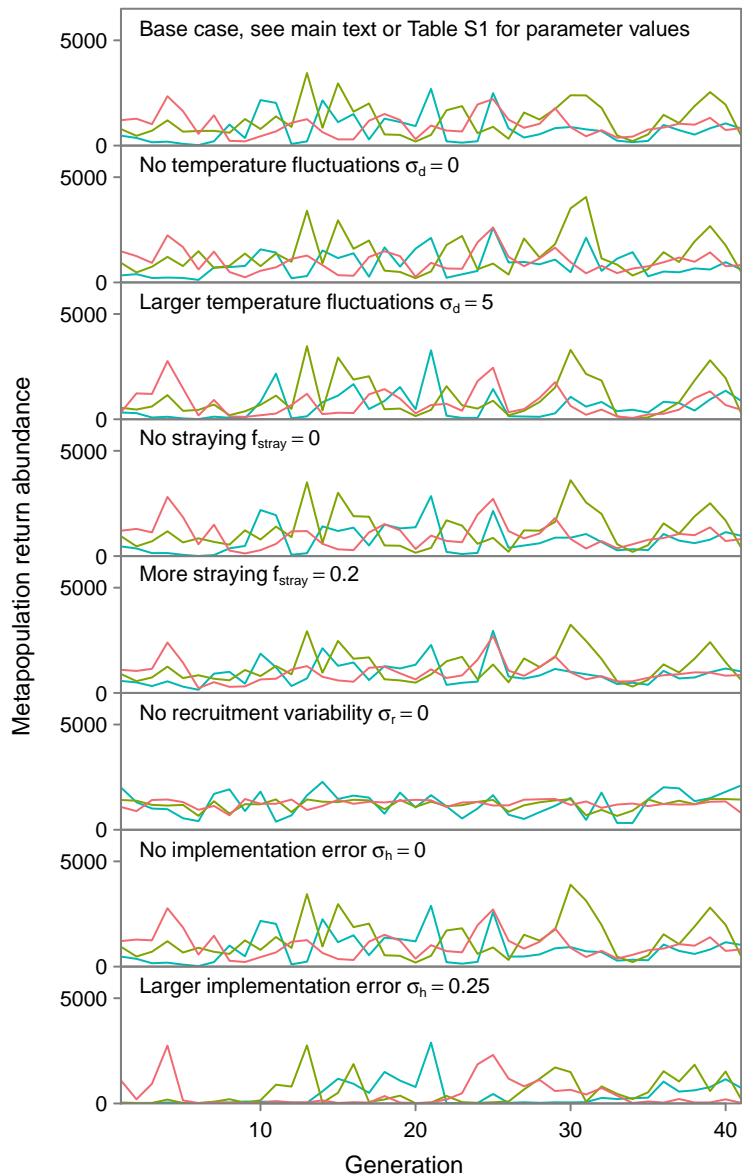 Base case, see main text or Table S1 for parameter values
5000
0
No temperature fluctuations σd = 0
5000
0
Larger temperature fluctuations σd = 5
5000
0
No straying fstray = 0
5000
0
More straying fstray = 0.2
5000
0
No recruitment variability σr = 0
5000
0
No implementation error σh = 0
5000
0
Larger implementation error σh = 0.25
5000
0
10
20
30
40
Generation
Metapopulation return abundance